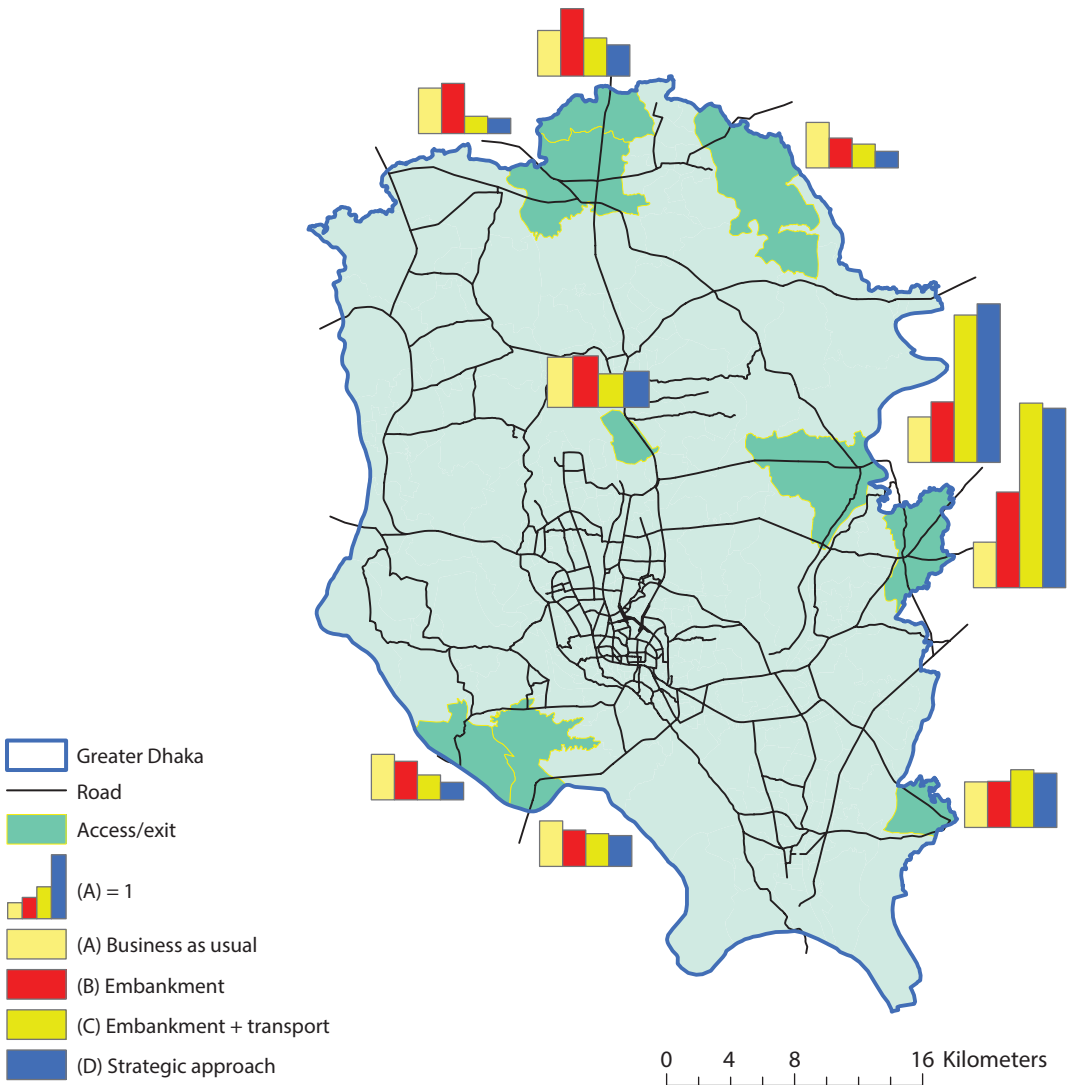 Greater Dhaka
Road
Access/exit
(A) = 1
(A) Business as usual
(B) Embankment
(C) Embankment + transport
(D) Strategic approach
0 4 8 16 Kilometers